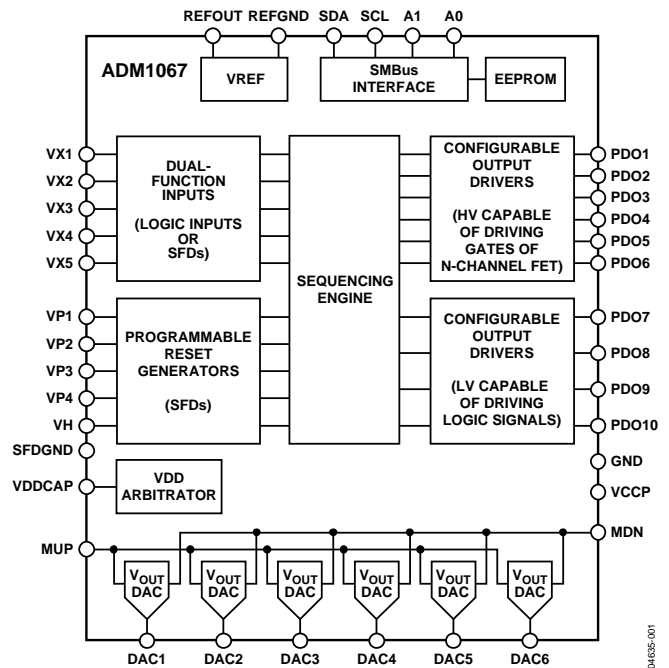 REFOUT REFGND SDA SCL A1 A0
ADM1067
VREF
SMBus
INTERFACE
EEPROM
VX1
VX2
VX3
VX4
VX5
DUAL-
FUNCTION
INPUTS
(LOGIC INPUTS
OR
SFDs)
VP1
VP2
VP3
VP4
VH
PROGRAMMABLE
RESET
GENERATORS
(SFDs)
SEQUENCING
ENGINE
CONFIGURABLE
OUTPUT
DRIVERS
(HV CAPABLE
OF DRIVING
GATES OF
N-CHANNEL FET)
PDO1
PDO2
PDO3
PDO4
PDO5
PDO6
CONFIGURABLE
OUTPUT
DRIVERS
(LV CAPABLE
OF DRIVING
LOGIC SIGNALS)
PDO7
PDO8
PDO9
PDO10
SFDGND
VDDCAP
VDD
ARBITRATOR
GND
VCCP
MUP
MDN
VOUT
DAC
VOUT
DAC
VOUT
DAC
VOUT
DAC
VOUT
DAC
VOUT
DAC
DAC1 DAC2 DAC3 DAC4 DAC5 DAC6
04635-001